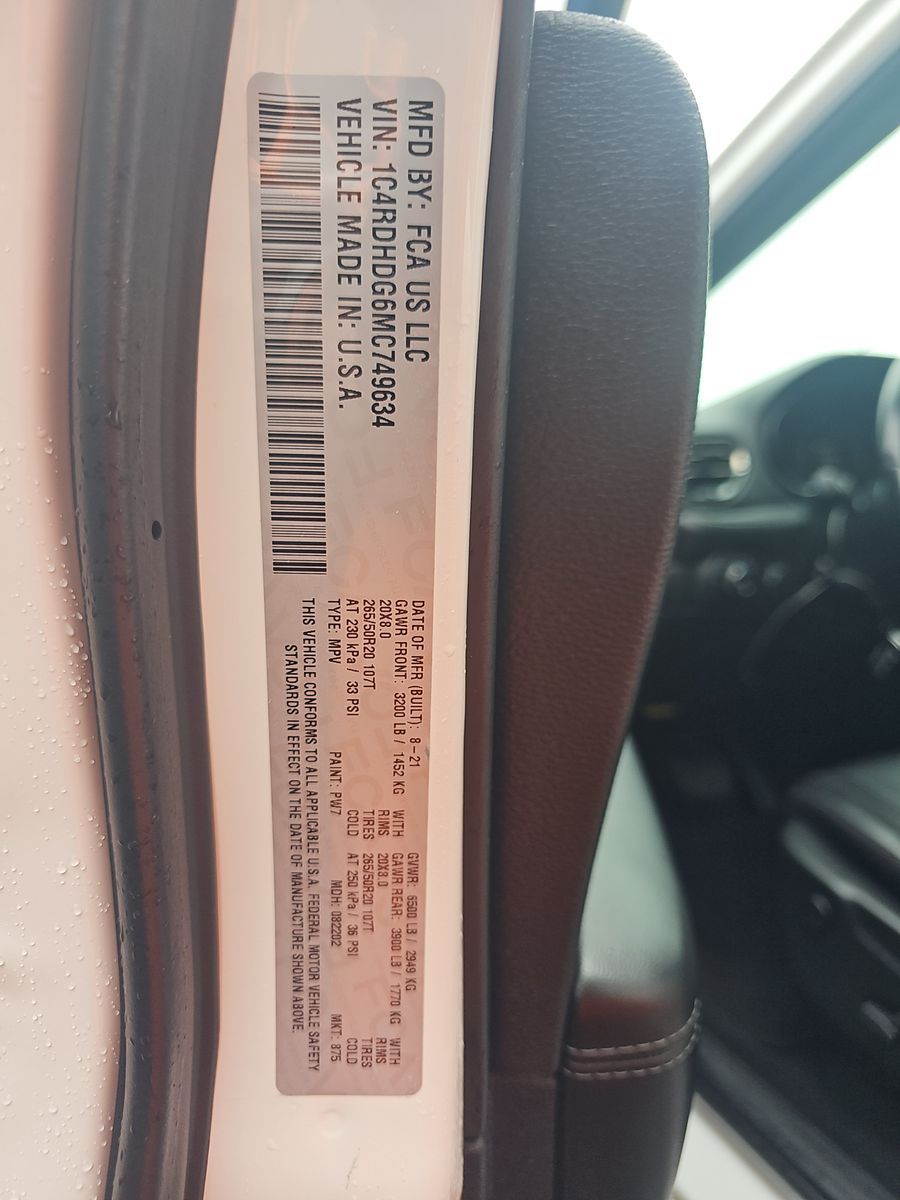 MFD BY: FCA US LLC
VIN: 1C4RDHDG6MC749634
VEHICLE MADE IN: U.S.A.
DATE OF MFR (BUILT): 8-21
GVWR: 6500 LB / 2949 KG
GAWR FRONT: 3200 LB / 1452 KG WITH
GAWR REAR: 3900 LB / 1770 KG WITH
20X8.0 RIMS
20X8.0 RIMS
265/50R20 107T TIRES
265/50R20 107T TIRES
AT 230 kPa / 33 PSI COLD
AT 250 kPa / 36 PSI COLD
TYPE: MPV PAINT: PW7 MDH: 082202 MKT: 875
THIS VEHICLE CONFORMS TO ALL APPLICABLE U.S.A. FEDERAL MOTOR VEHICLE SAFETY
STANDARDS IN EFFECT ON THE DATE OF MANUFACTURE SHOWN ABOVE.